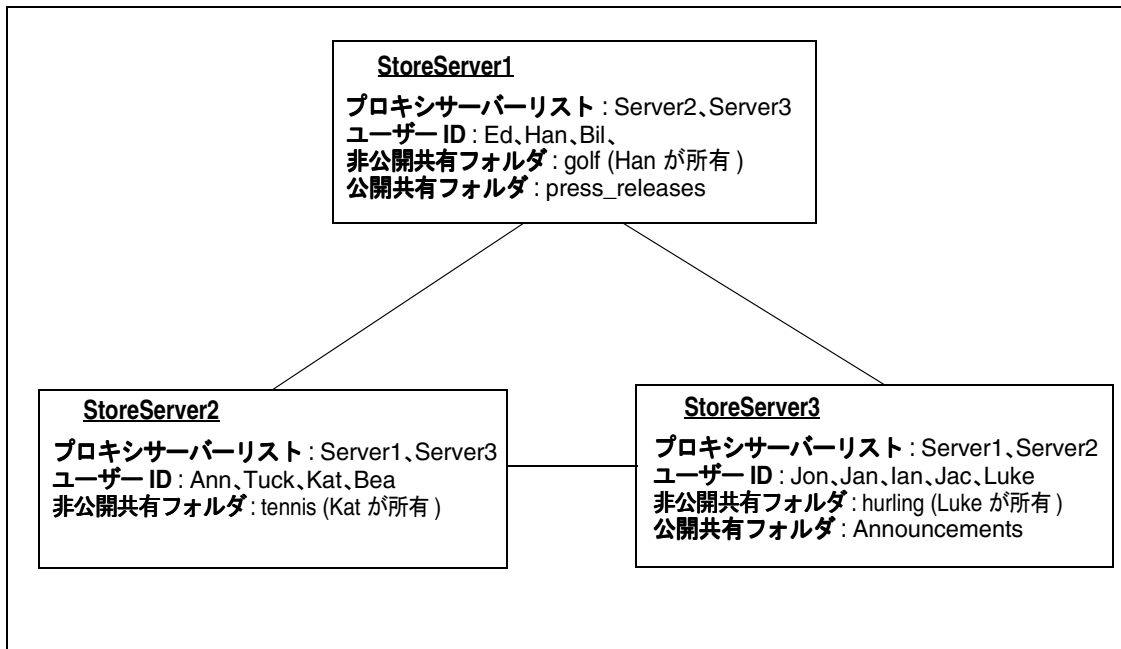 StoreServer1
プロキシサーバーリスト : Server2、Server3
ユーザー ID : Ed、Han、Bil、
非公開共有フォルダ : golf (Han が所有 )
公開共有フォルダ : press_releases
StoreServer2
プロキシサーバーリスト : Server1、Server3
ユーザー ID : Ann、Tuck、Kat、Bea
非公開共有フォルダ : tennis (Kat が所有 )
StoreServer3
プロキシサーバーリスト : Server1、Server2
ユーザー ID : Jon、Jan、Ian、Jac、Luke
非公開共有フォルダ : hurling (Luke が所有 )
公開共有フォルダ : Announcements